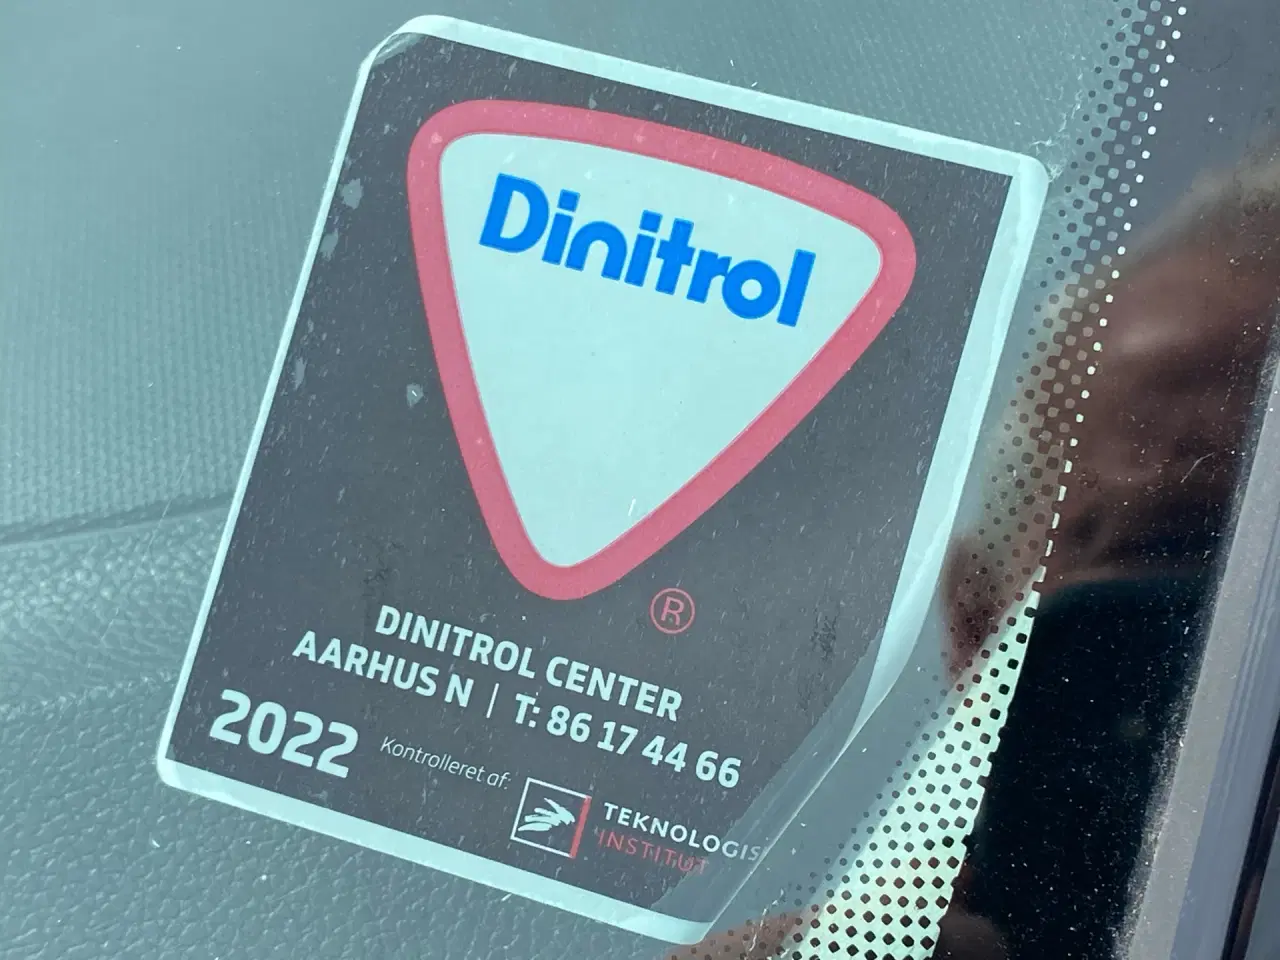 Dinitrol
®
DINITROL CENTER
AARHUS N | T: 86 17 44 66
2022
Kontrolleret af:
TEKNOLOGIS
INSTITUT